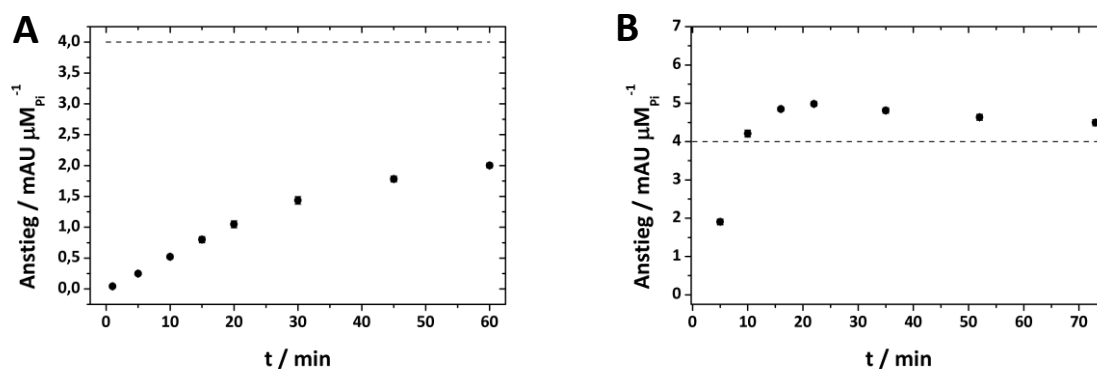 A
Anstieg / mAU µM_Pi^-1
4,0
3,5
3,0
2,5
2,0
1,5
1,0
0,5
0,0
0 10 20 30 40 50 60
t / min
B
Anstieg / mAU µM_Pi^-1
7
6
5
4
3
2
1
0
0 10 20 30 40 50 60 70
t / min